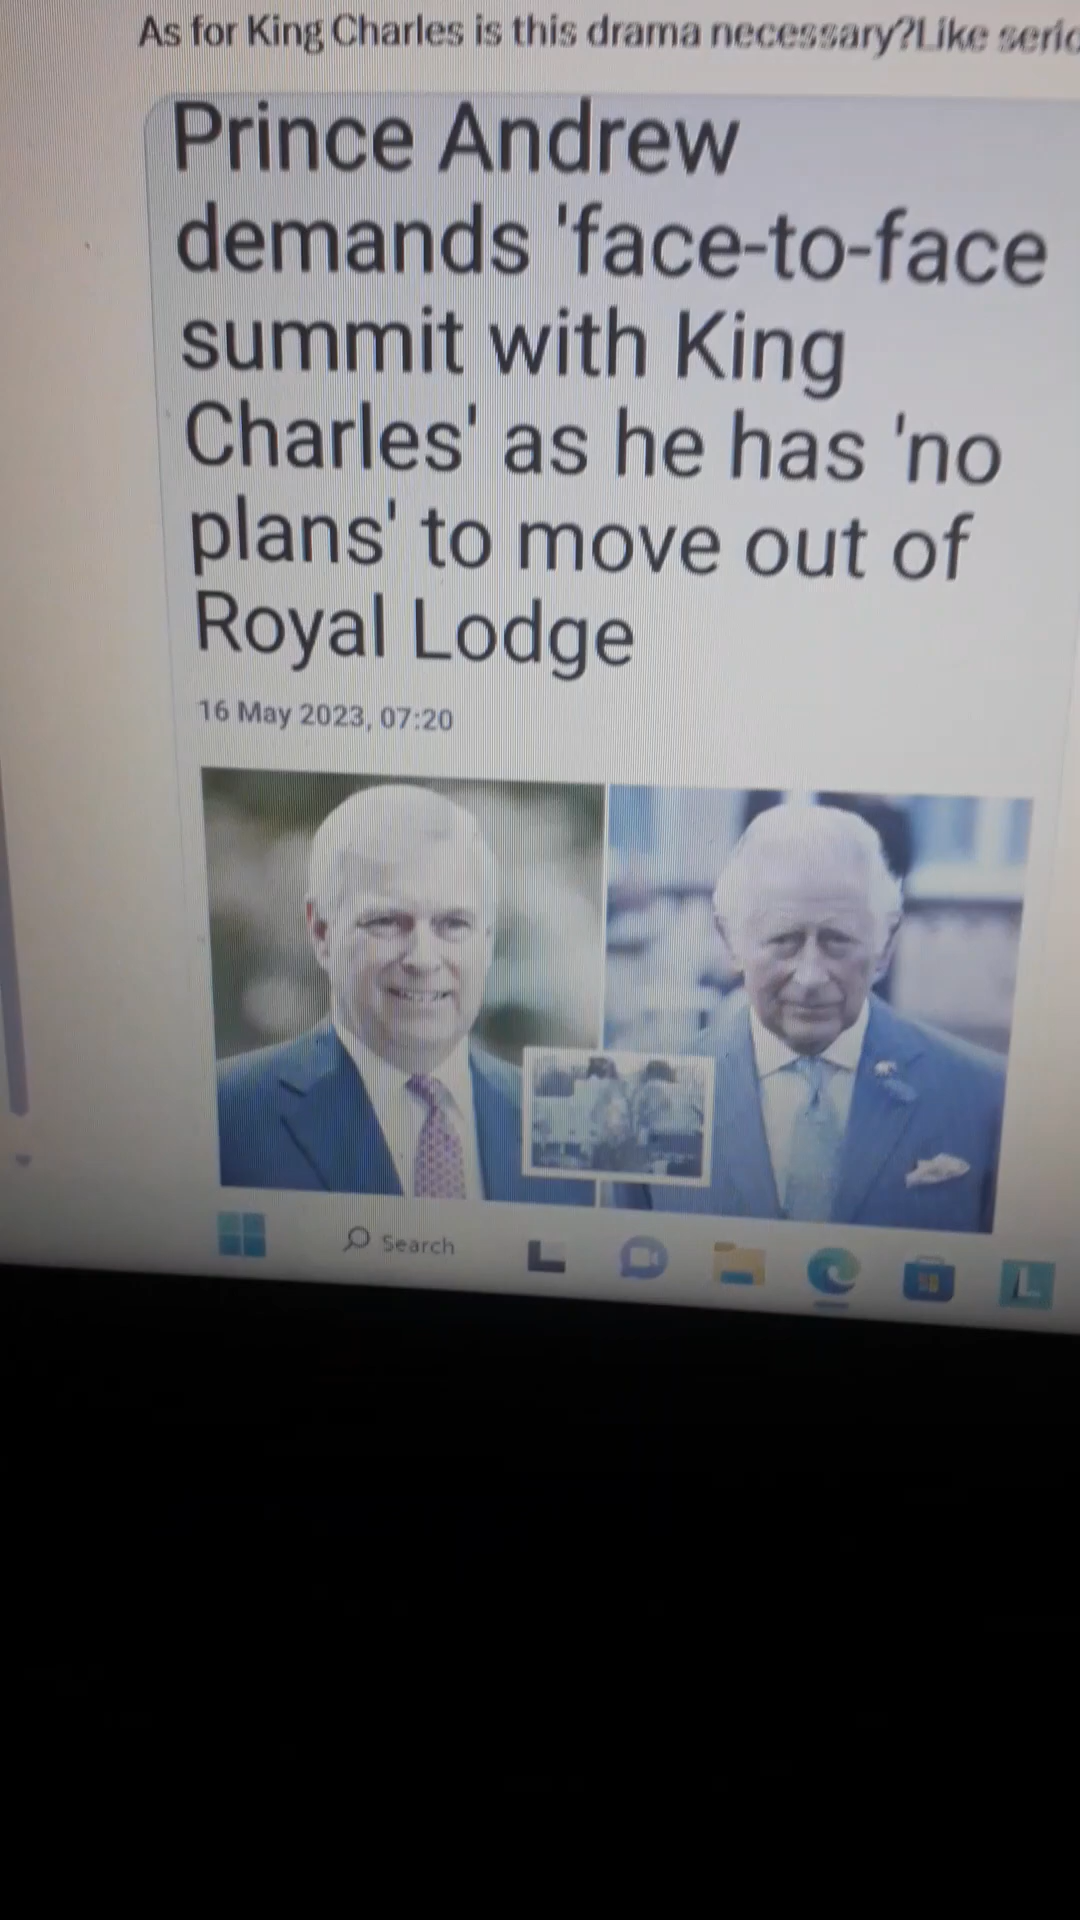 As for King Charles is this drama necessary?Like
Prince Andrew
demands 'face-to-face
summit with King
Charles' as he has 'no
plans' to move out of
Royal Lodge
16 May 2023, 07:20
Search
L